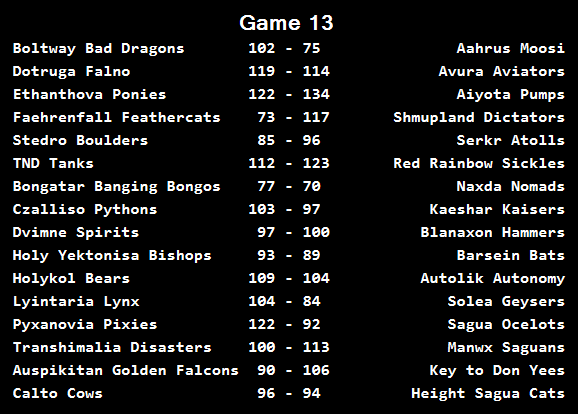 Game 13
Boltway Bad Dragons 102 - 75 Aahrus Moosi
Dotruga Falno 119 - 114 Avura Aviators
Ethanthova Ponies 122 - 134 Aiyota Pumps
Faehrenfall Feathercats 73 - 117 Shmupland Dictators
Stedro Boulders 85 - 96 Serkr Atolls
TND Tanks 112 - 123 Red Rainbow Sickles
Bongatar Banging Bongos 77 - 70 Naxda Nomads
Czalliso Pythons 103 - 97 Kaeshar Kaisers
Dvimne Spirits 97 - 100 Blanaxon Hammers
Holy Yektonisa Bishops 93 - 89 Barsein Bats
Holykol Bears 109 - 104 Autolik Autonomy
Lyintaria Lynx 104 - 84 Solea Geysers
Pyxanovia Pixies 122 - 92 Sagua Ocelots
Transhimalia Disasters 100 - 113 Manwx Saguans
Auspikitan Golden Falcons 90 - 106 Key to Don Yees
Calto Cows 96 - 94 Height Sagua Cats